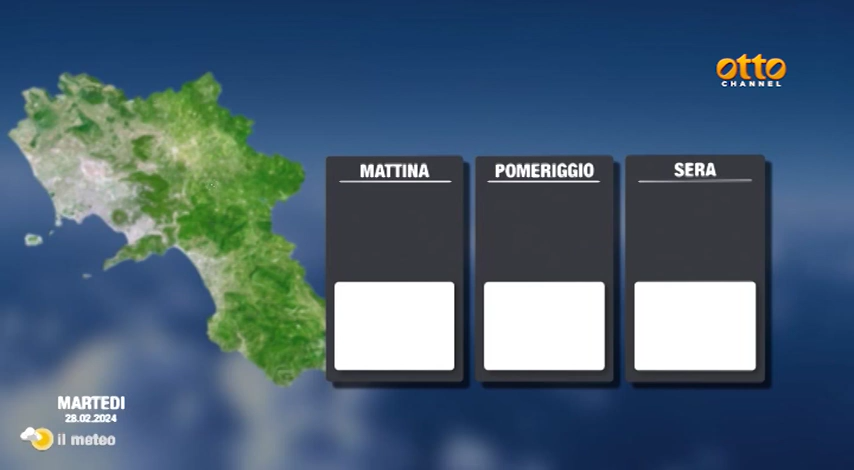 otto
CHANNEL
MATTINA
POMERIGGIO
SERA
MARTEDI
28.02.2024
il meteo